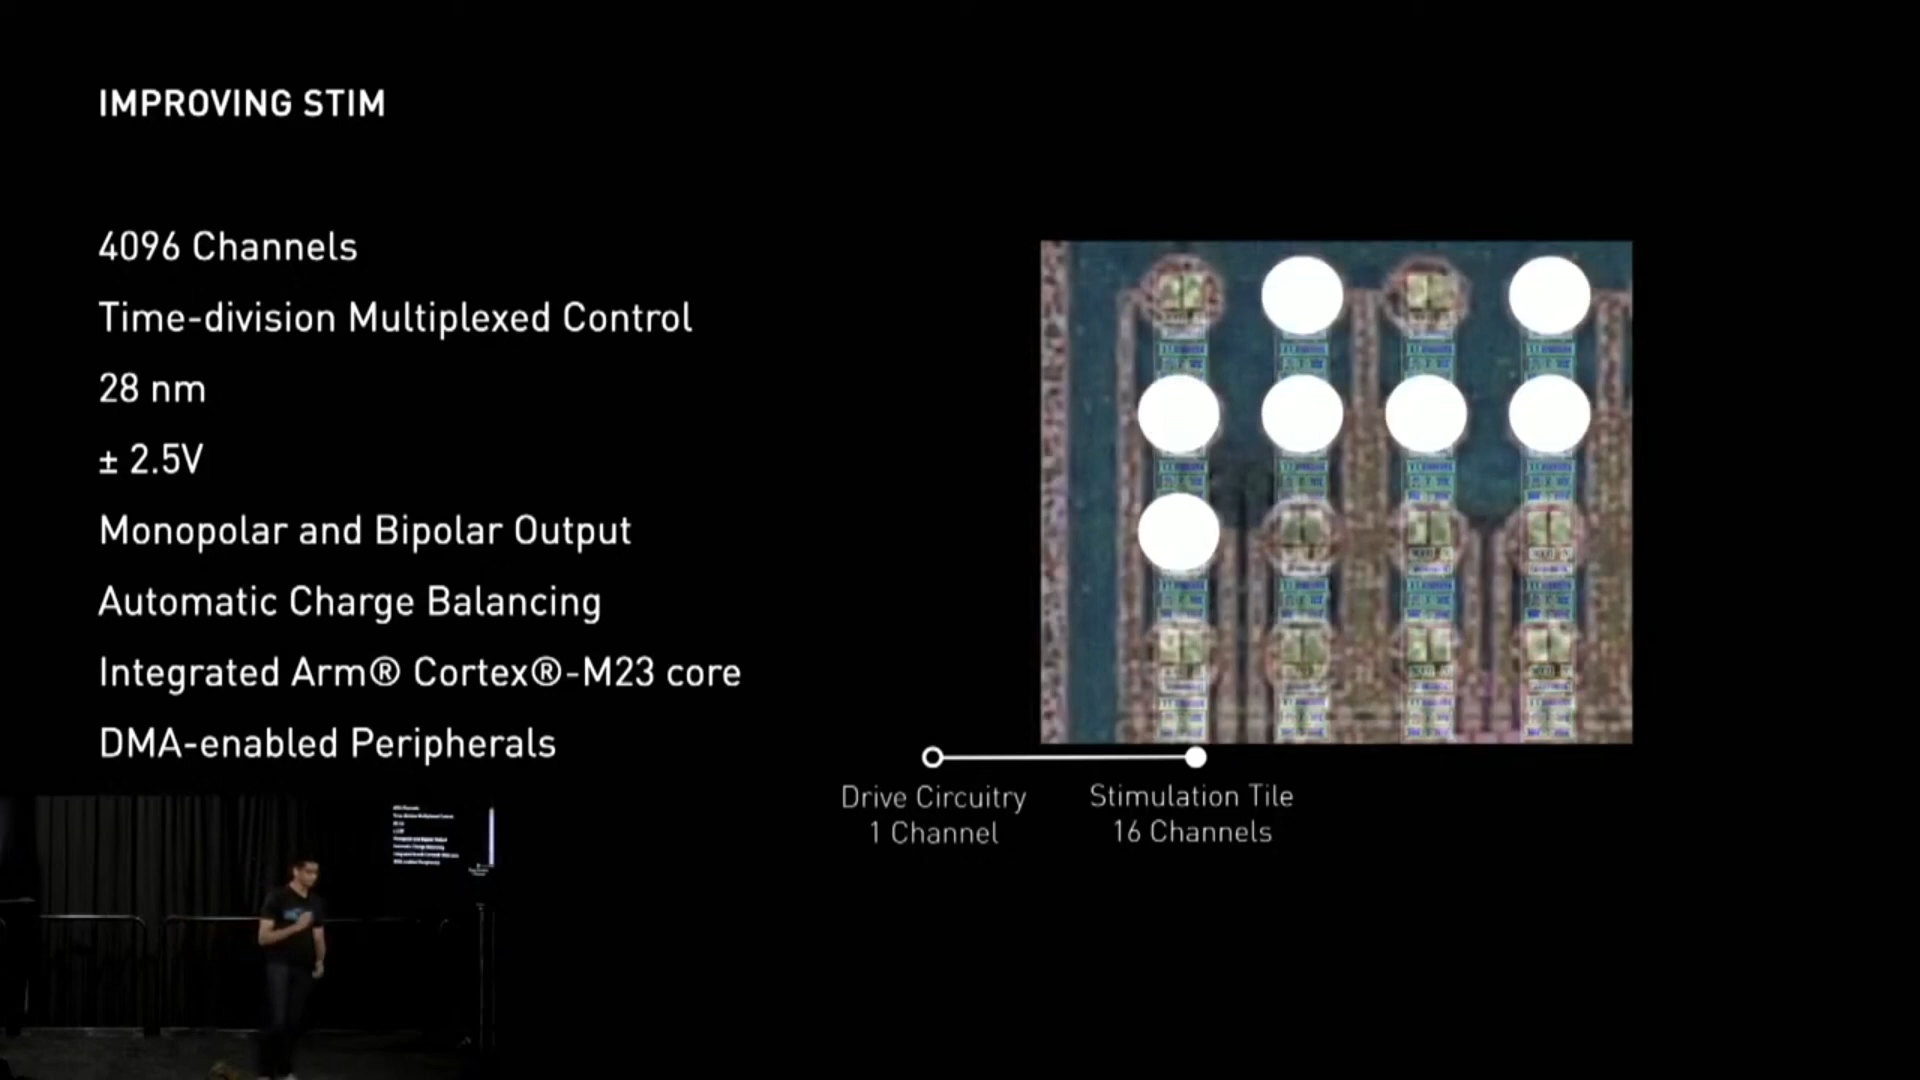 IMPROVING STIM
4096 Channels
Time-division Multiplexed Control
28 nm
± 2.5V
Monopolar and Bipolar Output
Automatic Charge Balancing
Integrated Arm® Cortex®-M23 core
DMA-enabled Peripherals
Drive Circuitry
1 Channel
Stimulation Tile
16 Channels